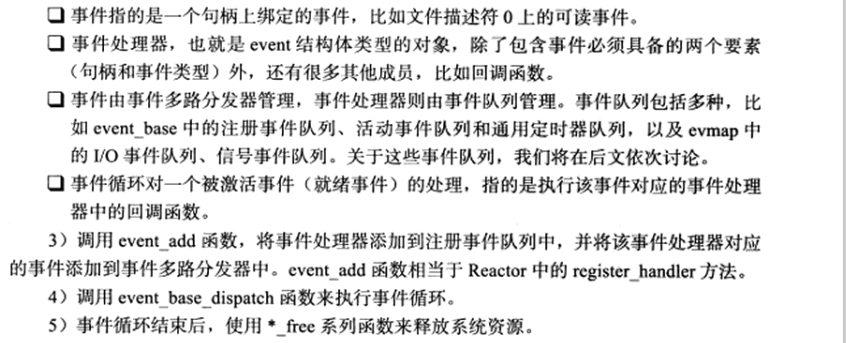 ❑ 事件指的是一个句柄上绑定的事件，比如文件描述符 0 上的可读事件。
❑ 事件处理器，也就是 event 结构体类型的对象，除了包含事件必须具备的两个要素
（句柄和事件类型）外，还有很多其他成员，比如回调函数。
❑ 事件由事件多路分发器管理，事件处理器则由事件队列管理。事件队列包括多种，比
如 event_base 中的注册事件队列、活动事件队列和通用定时器队列，以及 evmap 中
的 I/O 事件队列、信号事件队列。关于这些事件队列，我们将在后文依次讨论。
❑ 事件循环对一个被激活事件（就绪事件）的处理，指的是执行该事件对应的事件处理
器中的回调函数。
3）调用 event_add 函数，将事件处理器添加到注册事件队列中，并将该事件处理器对应
的事件添加到事件多路分发器中。event_add 函数相当于 Reactor 中的 register_handler 方法。
4）调用 event_base_dispatch 函数来执行事件循环。
5）事件循环结束后，使用 *_free 系列函数来释放系统资源。